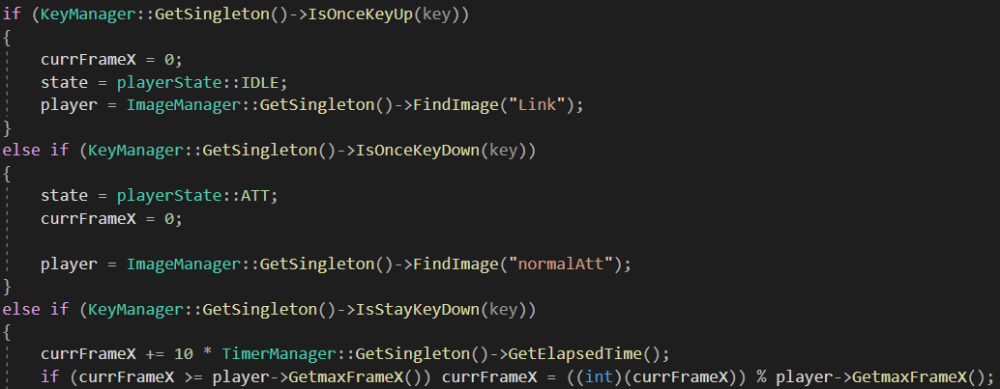 if (KeyManager::GetSingleton()->IsOnceKeyUp(key))
{
currFrameX = 0;
state = playerState::IDLE;
player = ImageManager::GetSingleton()->FindImage("Link");
}
else if (KeyManager::GetSingleton()->IsOnceKeyDown(key))
{
state = playerState::ATT;
currFrameX = 0;
player = ImageManager::GetSingleton()->FindImage("normalAtt");
}
else if (KeyManager::GetSingleton()->IsStayKeyDown(key))
{
currFrameX += 10 * TimerManager::GetSingleton()->GetElapsedTime();
if (currFrameX >= player->GetmaxFrameX()) currFrameX = ((int)(currFrameX)) % player->GetmaxFrameX();